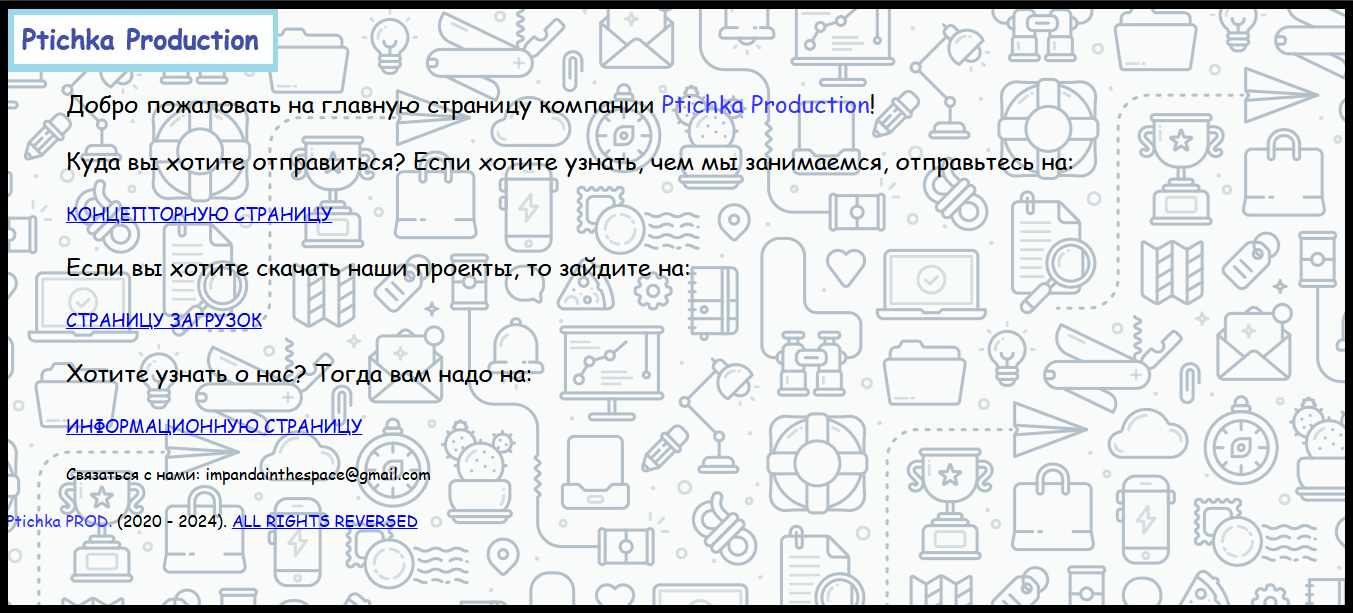 Ptichka Production
Добро пожаловать на главную страницу компании Ptichka Production!
Куда вы хотите отправиться? Если хотите узнать, чем мы занимаемся, отправьтесь на:
КОНЦЕПТОРНУЮ СТРАНИЦУ
Если вы хотите скачать наши проекты, то зайдите на:
СТРАНИЦУ ЗАГРУЗОК
Хотите узнать о нас? Тогда вам надо на:
ИНФОРМАЦИОННУЮ СТРАНИЦУ
Связаться с нами: impandainthespace@gmail.com
Ptichka PROD. (2020 - 2024). ALL RIGHTS REVERSED